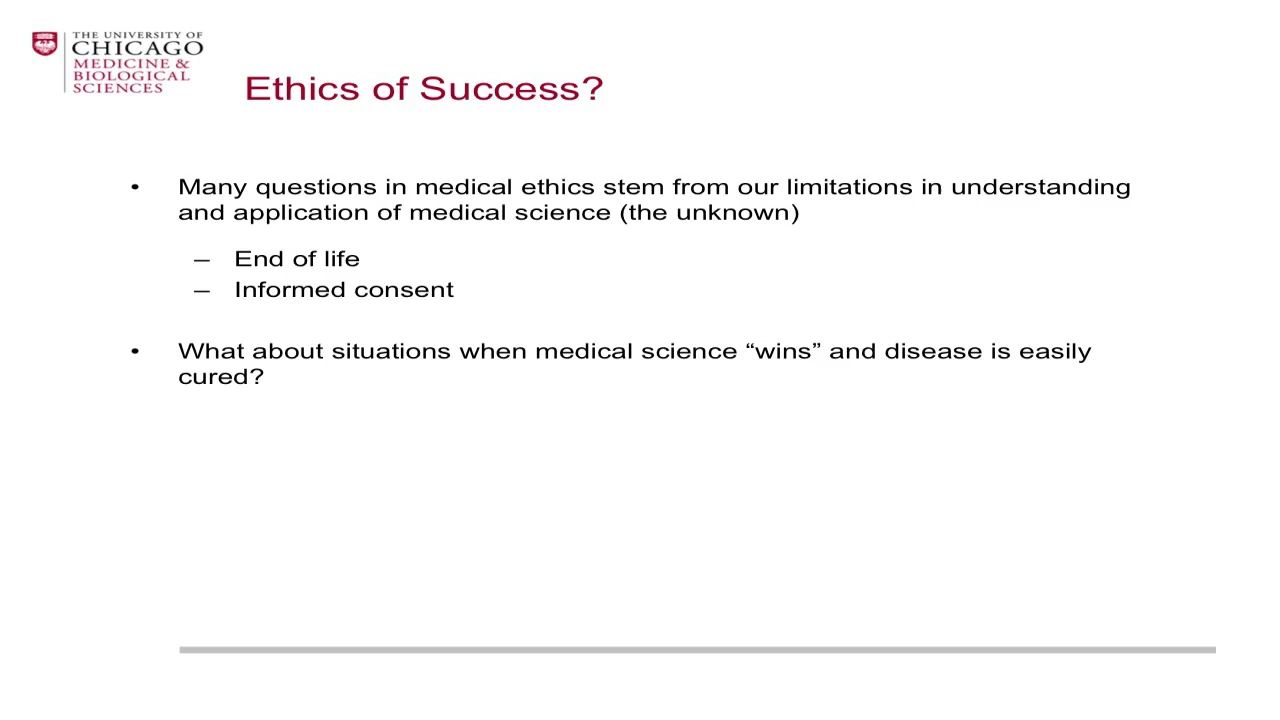 THE UNIVERSITY OF
CHICAGO
MEDICINE &
BIOLOGICAL
SCIENCES
Ethics of Success?
• Many questions in medical ethics stem from our limitations in understanding
and application of medical science (the unknown)
– End of life
– Informed consent
• What about situations when medical science “wins” and disease is easily
cured?